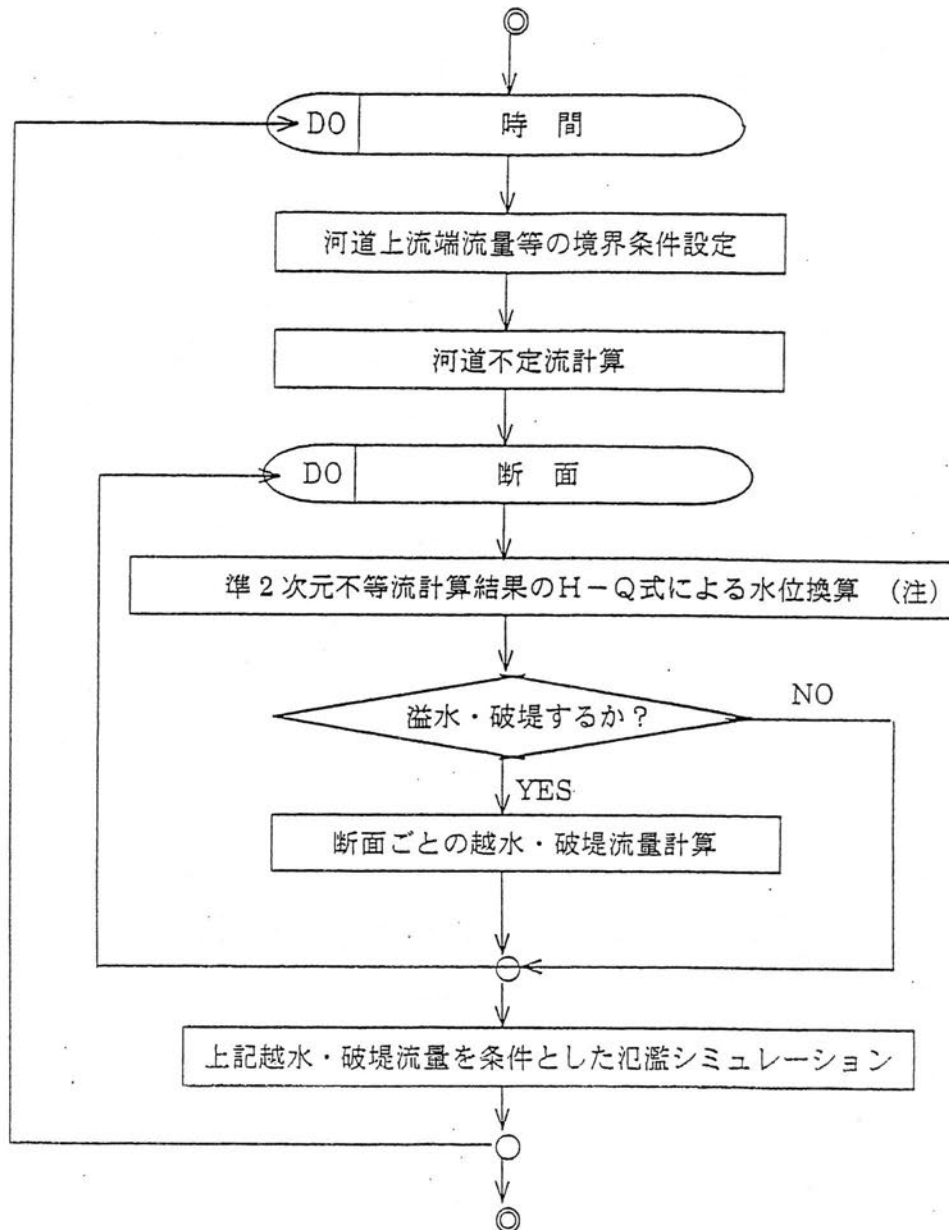 DO 時 間
河道上流端流量等の境界条件設定
河道不定流計算
DO 断 面
準2次元不等流計算結果のH-Q式による水位換算 (注)
溢水・破堤するか?
NO
YES
断面ごとの越水・破堤流量計算
上記越水・破堤流量を条件とした氾濫シミュレーション